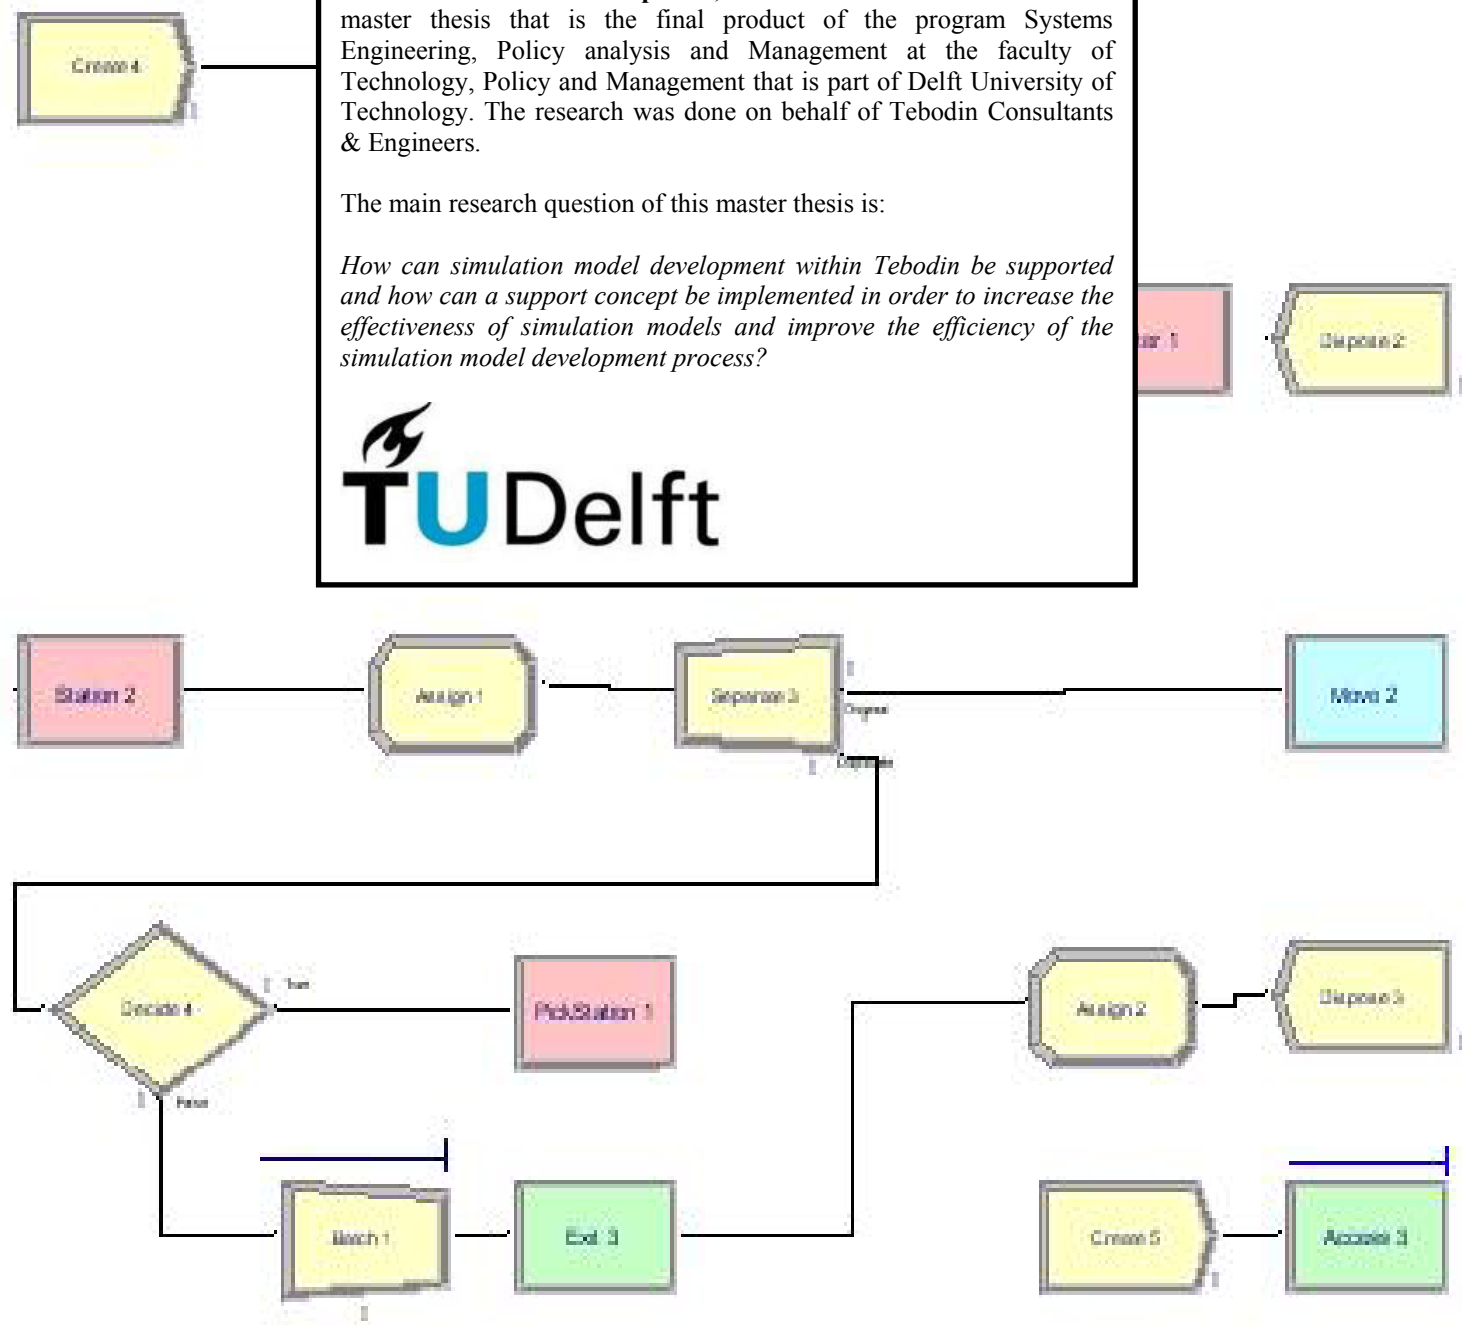 master thesis that is the final product of the program Systems
Engineering, Policy analysis and Management at the faculty of
Technology, Policy and Management that is part of Delft University of
Technology. The research was done on behalf of Tebodin Consultants
& Engineers.
The main research question of this master thesis is:
How can simulation model development within Tebodin be supported
and how can a support concept be implemented in order to increase the
effectiveness of simulation models and improve the efficiency of the
simulation model development process?
TU Delft
Create 4
1
Dispose 2
Station 2
Assign 1
Separate 3
Original
Duplicate
Move 2
Decide 4
True
False
PickStation 1
Assign 2
Dispose 3
Batch 1
Exit 3
Create 5
Access 3